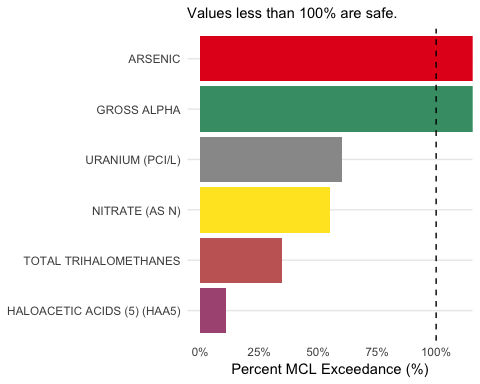 Values less than 100% are safe.
ARSENIC
GROSS ALPHA
URANIUM (PCI/L)
NITRATE (AS N)
TOTAL TRIHALOMETHANES
HALOACETIC ACIDS (5) (HAA5)
0% 25% 50% 75% 100%
Percent MCL Exceedance (%)